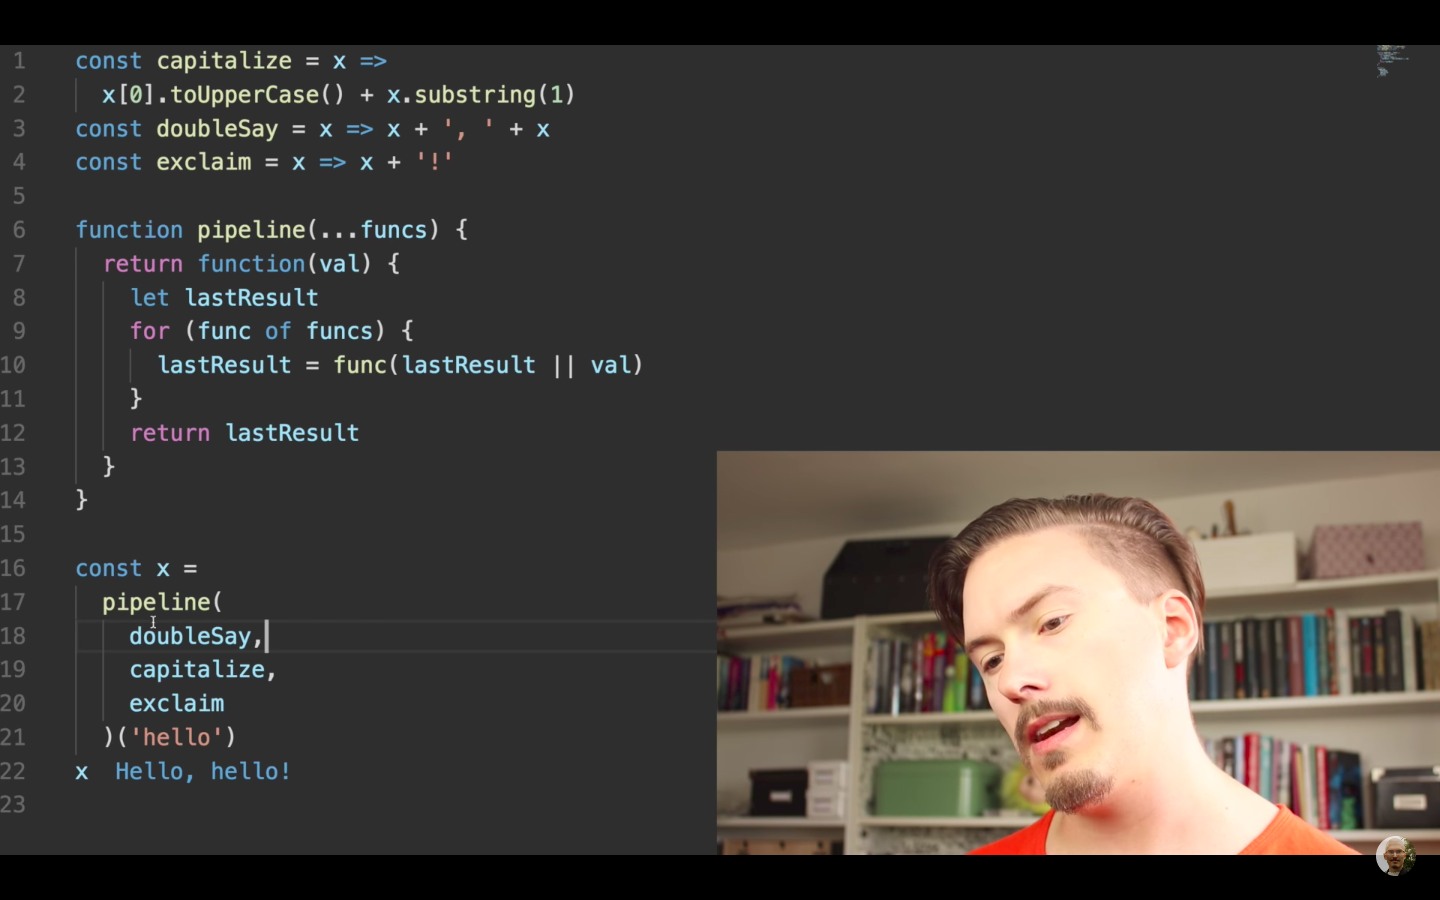 1 const capitalize = x =>
2 x[0].toUpperCase() + x.substring(1)
3 const doubleSay = x => x + ', ' + x
4 const exclaim = x => x + '!'
5
6 function pipeline(...funcs) {
7 return function(val) {
8 let lastResult
9 for (func of funcs) {
10 lastResult = func(lastResult || val)
11 }
12 return lastResult
13 }
14 }
15
16 const x =
17 pipeline(
18 doubleSay,
19 capitalize,
20 exclaim
21 )('hello')
22 x Hello, hello!
23